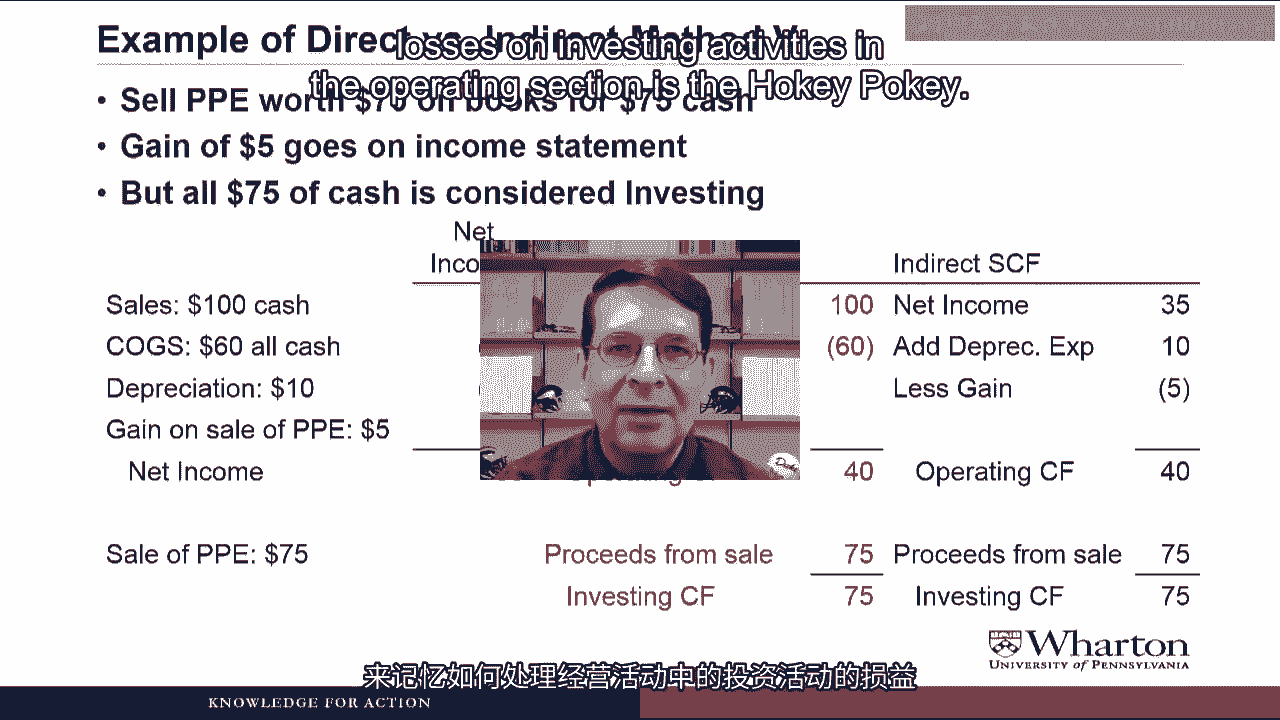 Example of Direct vs. Indirect Method V
losses on investing activities in
the operating section is the Hokey Pokey.
• Sell PPE worth $70 on books for $75 cash
• Gain of $5 goes on income statement
• But all $75 of cash is considered Investing
Net
Inco
Indirect SCF
Sales: $100 cash 100 Net Income 35
COGS: $60 all cash (60) Add Deprec. Exp 10
Depreciation: $10 Less Gain (5)
Gain on sale of PPE: $5
Net Income 40 Operating CF 40
Sale of PPE: $75 Proceeds from sale 75 Proceeds from sale 75
Investing CF 75 Investing CF 75
Wharton
UNIVERSITY of PENNSYLVANIA
来记忆如何处理经营活动中的投资活动的损益
KNOWLEDGE FOR ACTION